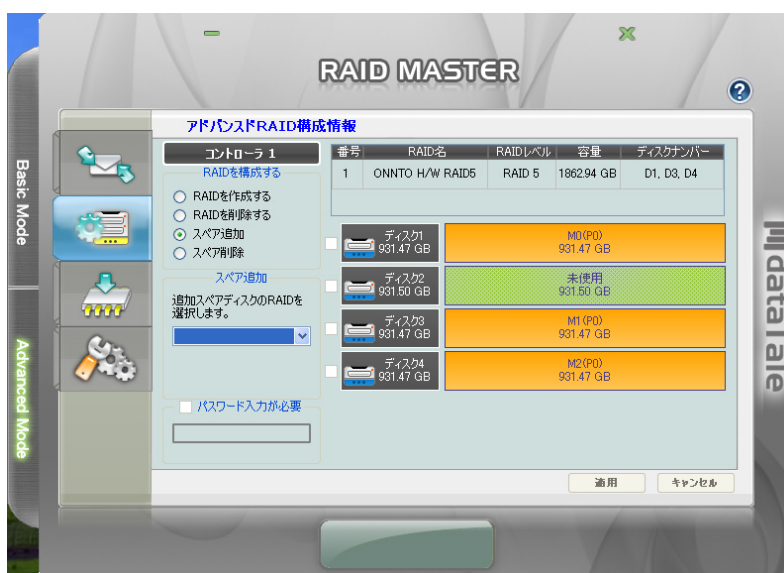 RAID MASTER
Basic Mode
Advanced Mode
datatale
アドバンスドRAID構成情報
コントローラ 1
RAIDを構成する
RAIDを作成する
RAIDを削除する
スペア追加
スペア削除
スペア追加
追加スペアディスクのRAIDを
選択します。
パスワード入力が必要
番号 RAID名 RAIDレベル 容量 ディスクナンバー
1 ONNTO H/W RAID5 RAID 5 1862.94 GB D1, D3, D4
ディスク1 M0(P0)
931.47 GB 931.47 GB
ディスク2 未使用
931.50 GB 931.50 GB
ディスク3 M1(P0)
931.47 GB 931.47 GB
ディスク4 M2(P0)
931.47 GB 931.47 GB
適用 キャンセル